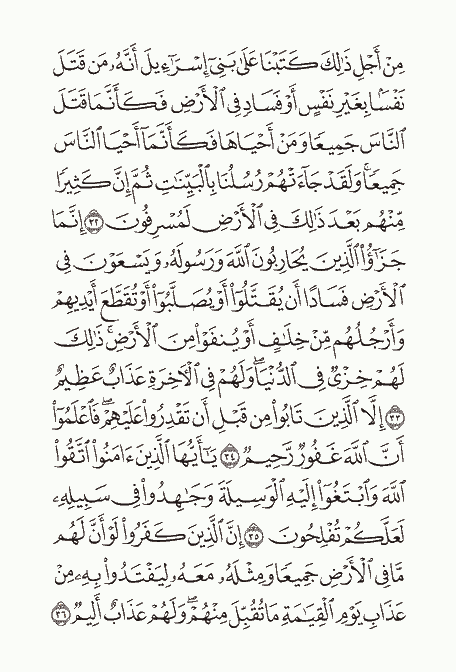 مِنْ أَجْلِ ذَٰلِكَ كَتَبْنَا عَلَىٰ بَنِىٓ إِسْرَٰٓءِيلَ أَنَّهُۥ مَن قَتَلَ
نَفْسًۢا بِغَيْرِ نَفْسٍ أَوْ فَسَادٍ فِى ٱلْأَرْضِ فَكَأَنَّمَا قَتَلَ
ٱلنَّاسَ جَمِيعًا وَمَنْ أَحْيَاهَا فَكَأَنَّمَآ أَحْيَا ٱلنَّاسَ
جَمِيعًا ۚ وَلَقَدْ جَآءَتْهُمْ رُسُلُنَا بِٱلْبَيِّنَٰتِ ثُمَّ إِنَّ كَثِيرًا
مِّنْهُم بَعْدَ ذَٰلِكَ فِى ٱلْأَرْضِ لَمُسْرِفُونَ ٣٢ إِنَّمَا
جَزَٰٓؤُا۟ ٱلَّذِينَ يُحَارِبُونَ ٱللَّهَ وَرَسُولَهُۥ وَيَسْعَوْنَ فِى
ٱلْأَرْضِ فَسَادًا أَن يُقَتَّلُوٓا۟ أَوْ يُصَلَّبُوٓا۟ أَوْ تُقَطَّعَ أَيْدِيهِمْ
وَأَرْجُلُهُم مِّنْ خِلَٰفٍ أَوْ يُنفَوْا۟ مِنَ ٱلْأَرْضِ ۚ ذَٰلِكَ
لَهُمْ خِزْىٌ فِى ٱلدُّنْيَا ۖ وَلَهُمْ فِى ٱلْءَاخِرَةِ عَذَابٌ عَظِيمٌ
٣٣ إِلَّا ٱلَّذِينَ تَابُوا۟ مِن قَبْلِ أَن تَقْدِرُوا۟ عَلَيْهِمْ ۖ فَٱعْلَمُوٓا۟
أَنَّ ٱللَّهَ غَفُورٌ رَّحِيمٌ ٣٤ يَٰٓأَيُّهَا ٱلَّذِينَ ءَامَنُوا۟ ٱتَّقُوا۟
ٱللَّهَ وَٱبْتَغُوٓا۟ إِلَيْهِ ٱلْوَسِيلَةَ وَجَٰهِدُوا۟ فِى سَبِيلِهِۦ
لَعَلَّكُمْ تُفْلِحُونَ ٣٥ إِنَّ ٱلَّذِينَ كَفَرُوا۟ لَوْ أَنَّ لَهُم
مَّا فِى ٱلْأَرْضِ جَمِيعًا وَمِثْلَهُۥ مَعَهُۥ لِيَفْتَدُوا۟ بِهِۦ مِنْ
عَذَابِ يَوْمِ ٱلْقِيَٰمَةِ مَا تُقُبِّلَ مِنْهُمْ ۖ وَلَهُمْ عَذَابٌ أَلِيمٌ ٣٦